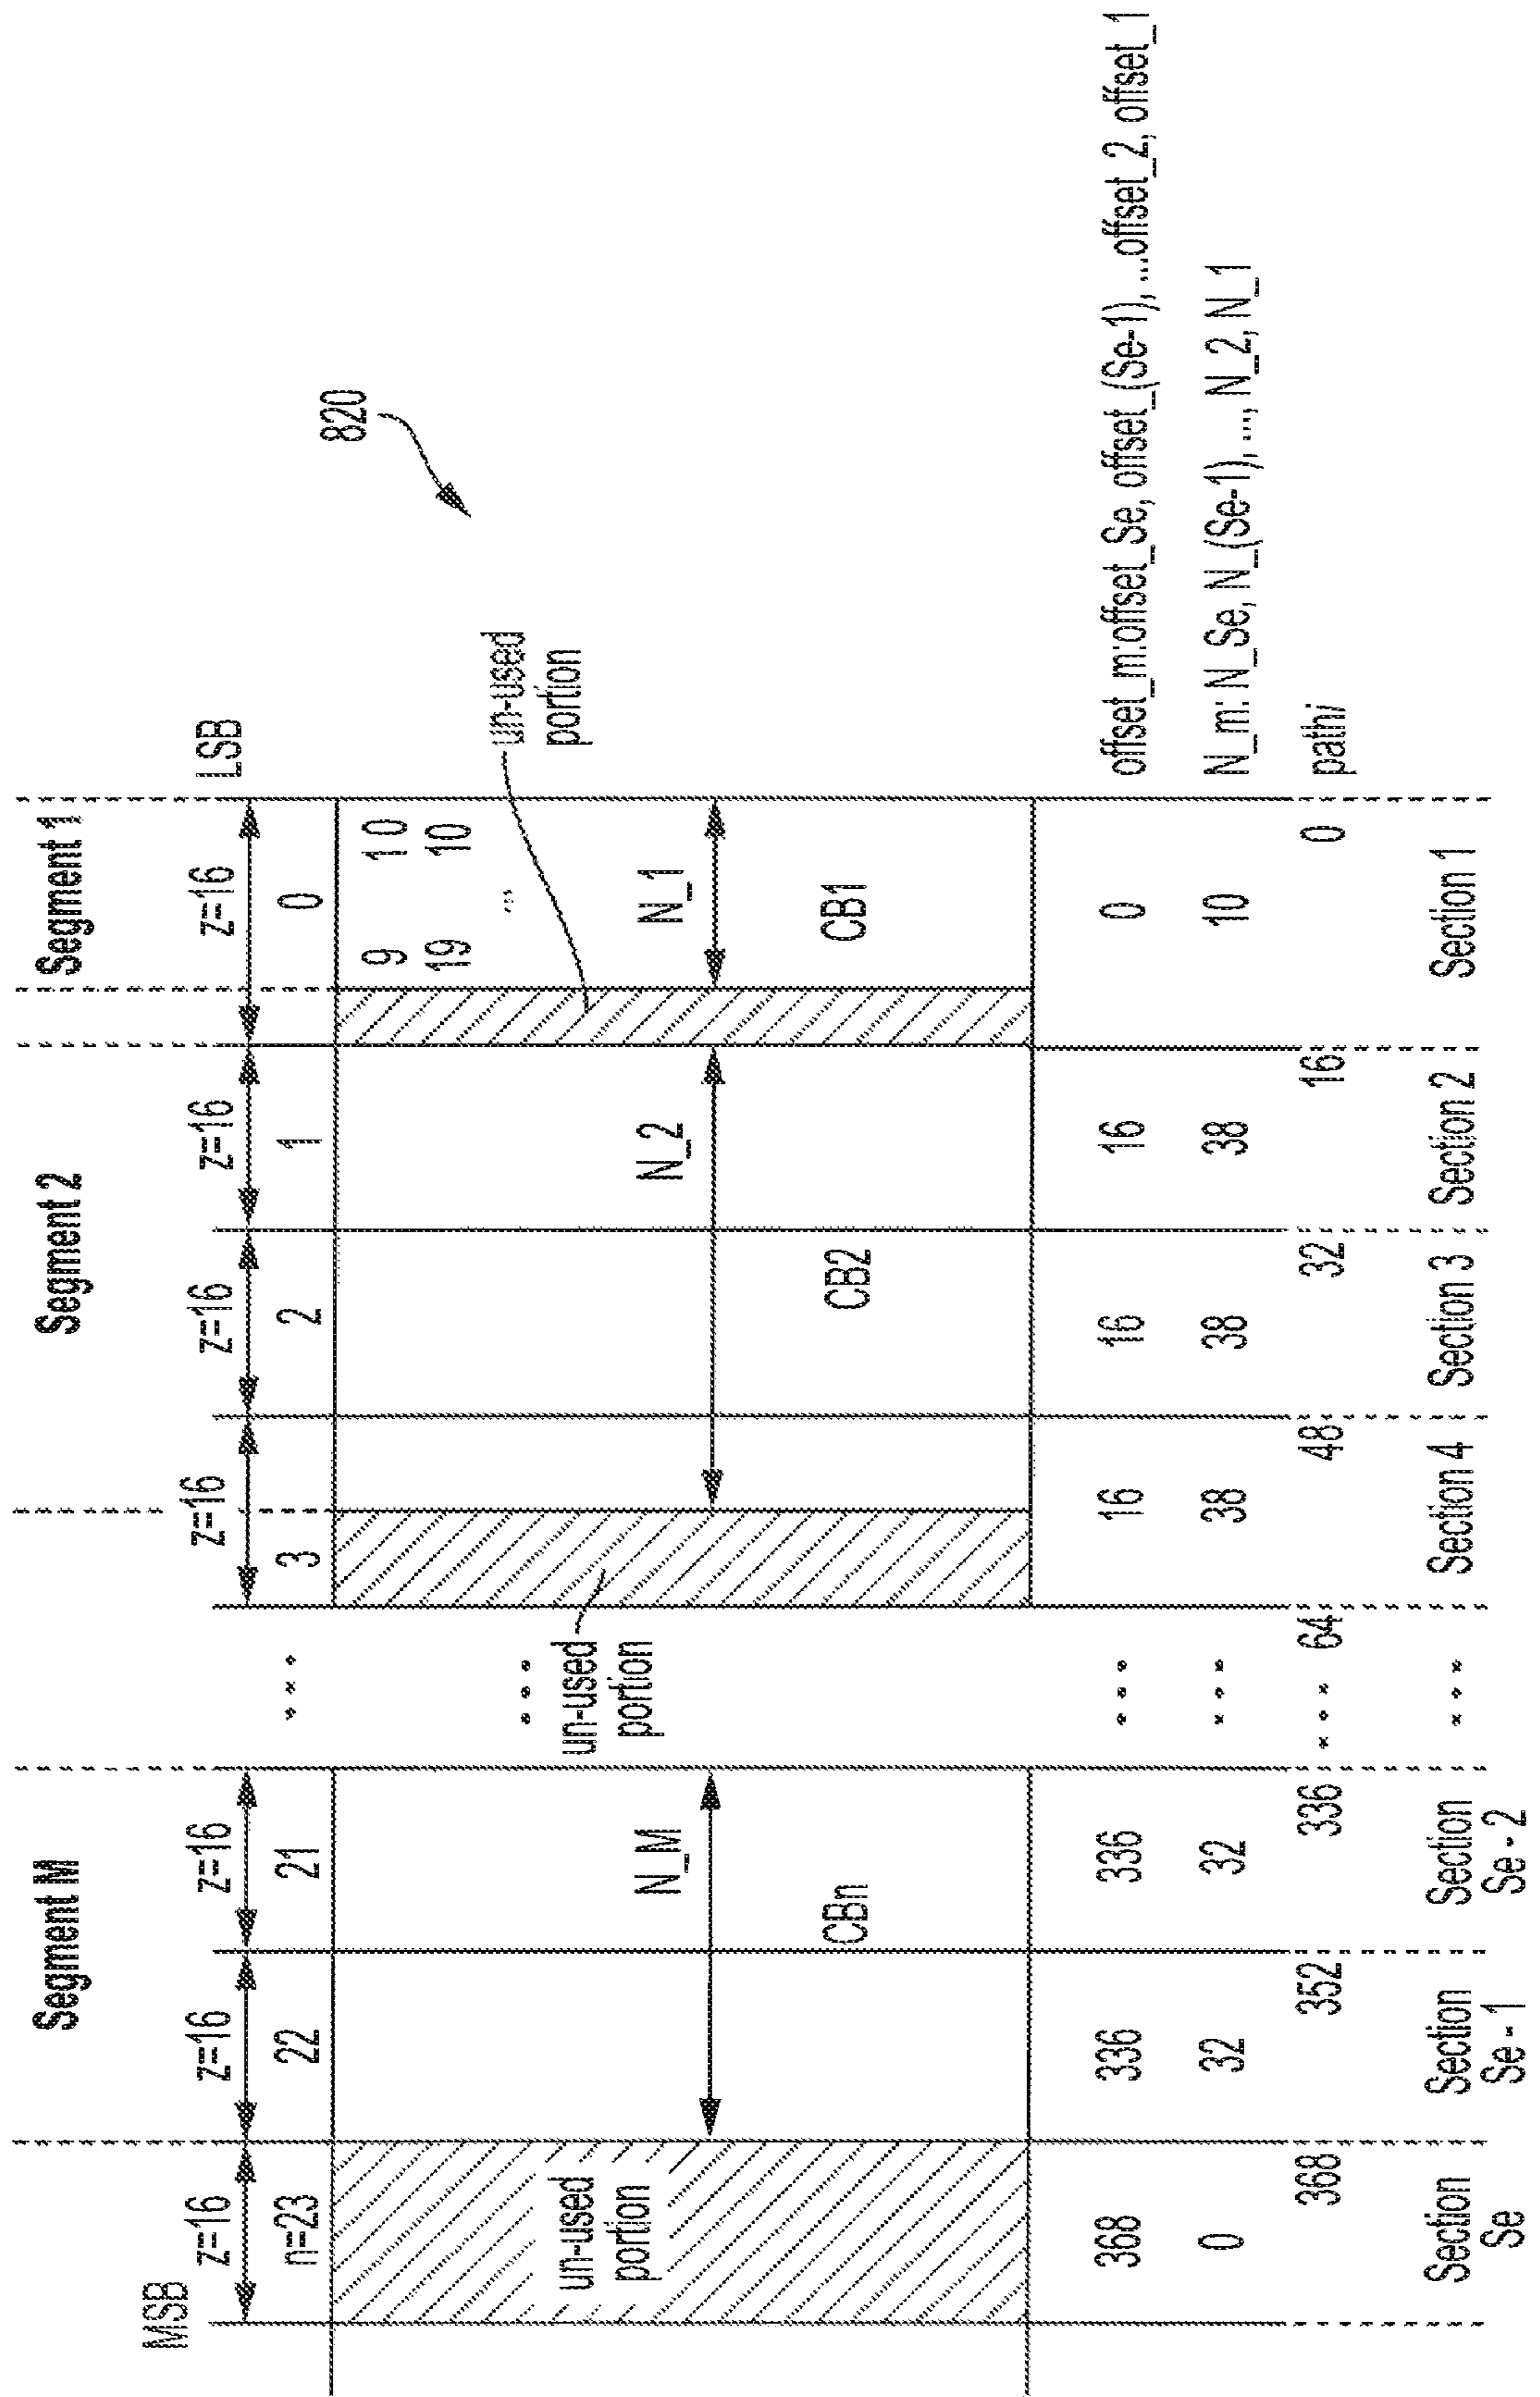 820
Segment M Segment 2 Segment 1
MSB z=16 z=16 z=16 z=16 z=16 z=16 z=16 LSB
n=23 22 21 ... 3 2 1 0
9 1 0
19 10
...
un-used portion
...
un-used portion
un-used portion
N_M N_2 N_1
CBn CB2 CB1
368 336 336 ... 16 16 16 0 offset_m:offset_Se, offset_(Se-1), ...offset_2, offset_1
0 32 32 ... 38 38 38 10 N_m: N_Se, N_(Se-1), ..., N_2, N_1
368 352 336 ... 64 48 32 16 0 pathi
Section Se
Section Se - 1
Section Se - 2
...
Section 4 Section 3 Section 2 Section 1